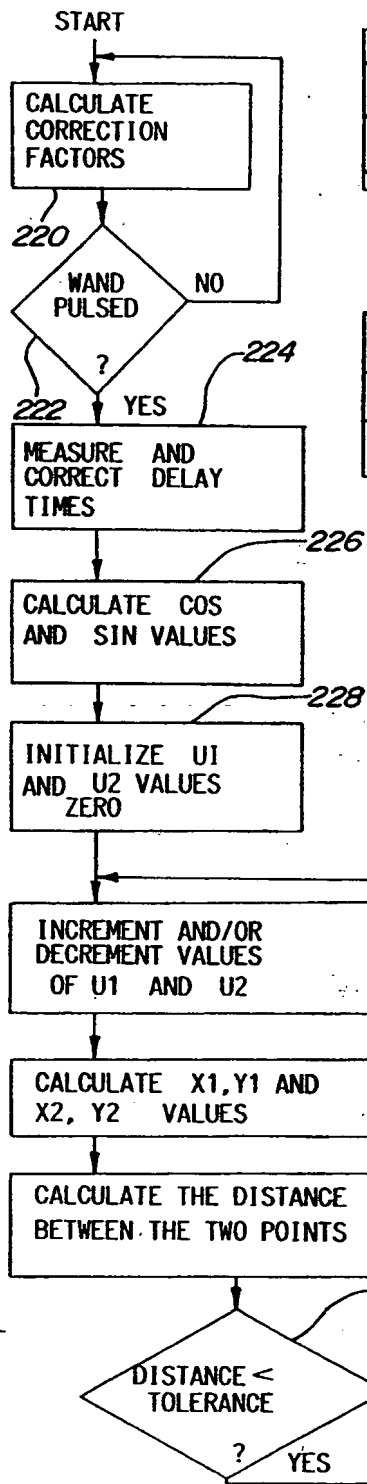 START
CALCULATE
CORRECTION
FACTORS
220
WAND
PULSED
NO
?
222
YES
224
MEASURE AND
CORRECT DELAY
TIMES
226
CALCULATE COS
AND SIN VALUES
228
INITIALIZE U1
AND U2 VALUES
ZERO
INCREMENT AND/OR
DECREMENT VALUES
OF U1 AND U2
CALCULATE X1,Y1 AND
X2, Y2 VALUES
CALCULATE THE DISTANCE
BETWEEN THE TWO POINTS
DISTANCE <
TOLERANCE
?
YES